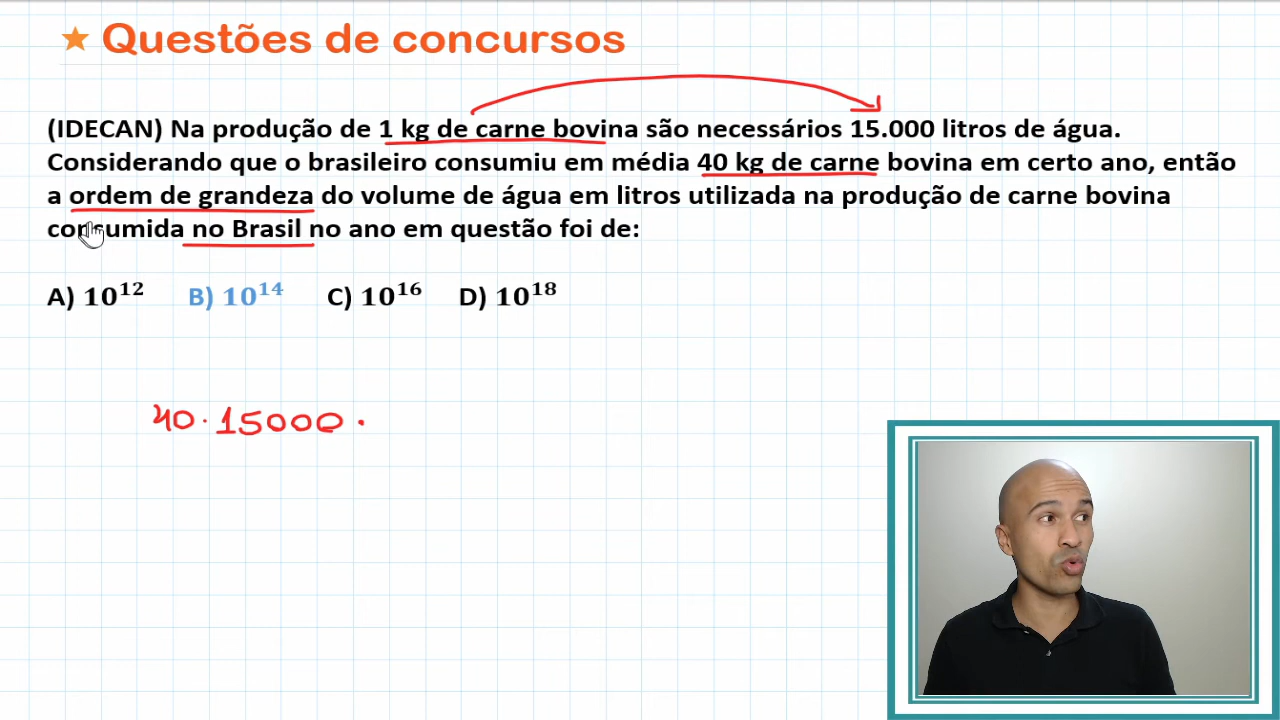 ★ Questões de concursos
(IDECAN) Na produção de 1 kg de carne bovina são necessários 15.000 litros de água.
Considerando que o brasileiro consumiu em média 40 kg de carne bovina em certo ano, então
a ordem de grandeza do volume de água em litros utilizada na produção de carne bovina
consumida no Brasil no ano em questão foi de:
A) 10¹² B) 10¹⁴ C) 10¹⁶ D) 10¹⁸
40 · 15000 ·